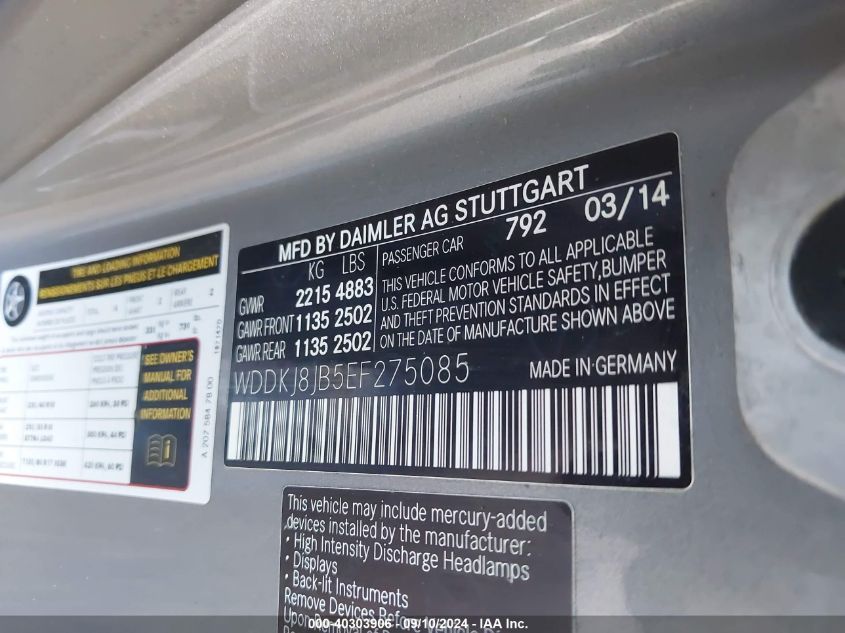 MFD BY DAIMLER AG STUTTGART
KG LBS
GVWR 2215 4883
GAWR FRONT 1135 2502
GAWR REAR 1135 2502
PASSENGER CAR 792 03/14
THIS VEHICLE CONFORMS TO ALL APPLICABLE
U.S. FEDERAL MOTOR VEHICLE SAFETY,BUMPER
AND THEFT PREVENTION STANDARDS IN EFFECT
ON THE DATE OF MANUFACTURE SHOWN ABOVE
WDDKJ8JB5EF275085 MADE IN GERMANY
TIRE AND LOADING INFORMATION
RENSEIGNEMENTS SUR LES PNEUS ET LE CHARGEMENT
SEE OWNER'S
MANUAL FOR
ADDITIONAL
INFORMATION
A 207 584 78 00
This vehicle may include mercury-added
devices installed by the manufacturer:
• High Intensity Discharge Headlamps
• Displays
• Back-lit Instruments
Remove Devices Before Vehicle
Upon Removal of
000-40303906 - 09/10/2024 - IAA Inc.